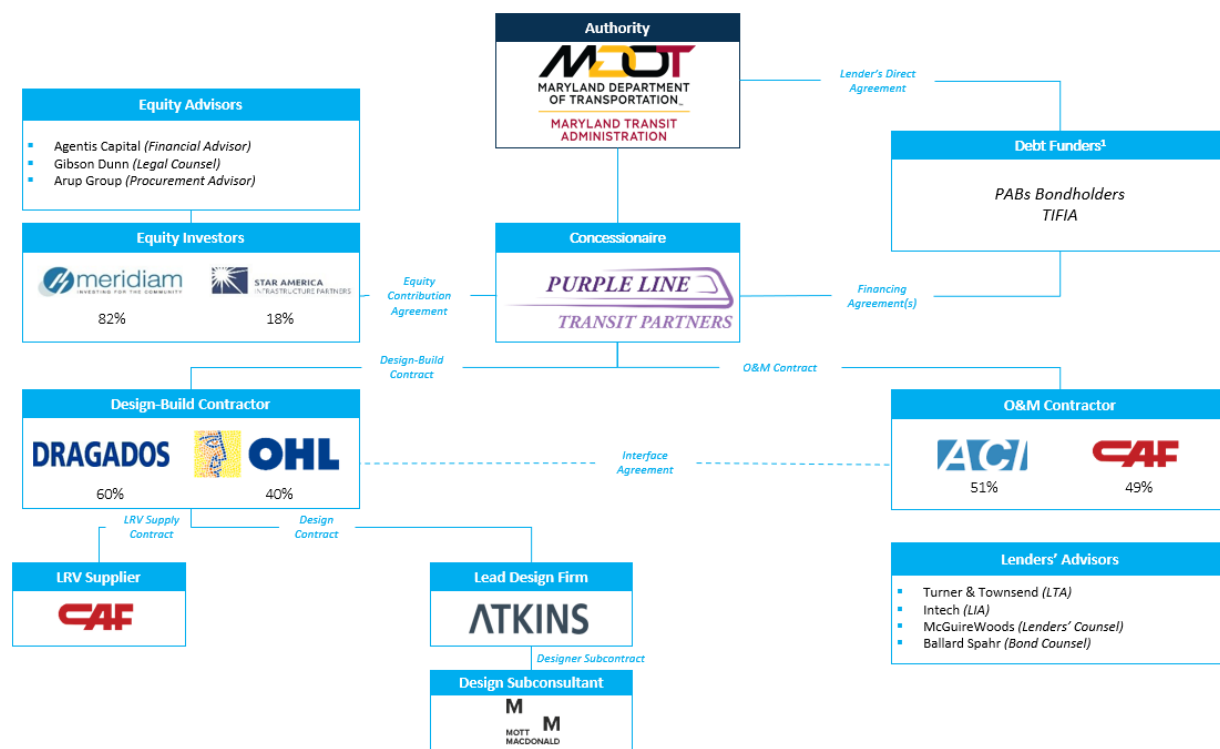 Authority
MDOT
MARYLAND DEPARTMENT
OF TRANSPORTATION
MARYLAND TRANSIT
ADMINISTRATION
Lender's Direct
Agreement
Equity Advisors
▪ Agentis Capital (Financial Advisor)
▪ Gibson Dunn (Legal Counsel)
▪ Arup Group (Procurement Advisor)
Debt Funders¹
PABs Bondholders
TIFIA
Equity Investors
meridiam
INVESTING FOR THE COMMUNITY
82%
STAR AMERICA
INFRASTRUCTURE PARTNERS
18%
Equity
Contribution
Agreement
Concessionaire
PURPLE LINE
TRANSIT PARTNERS
Financing
Agreement(s)
Design-Build
Contract
O&M Contract
Design-Build Contractor
DRAGADOS
60%
OHL
40%
Interface
Agreement
O&M Contractor
ACI
51%
CAF
49%
LRV Supply
Contract
Design
Contract
LRV Supplier
CAF
Lead Design Firm
ATKINS
Designer Subcontract
Design Subconsultant
M
M
MOTT
MACDONALD
Lenders' Advisors
▪ Turner & Townsend (LTA)
▪ Intech (LIA)
▪ McGuireWoods (Lenders' Counsel)
▪ Ballard Spahr (Bond Counsel)